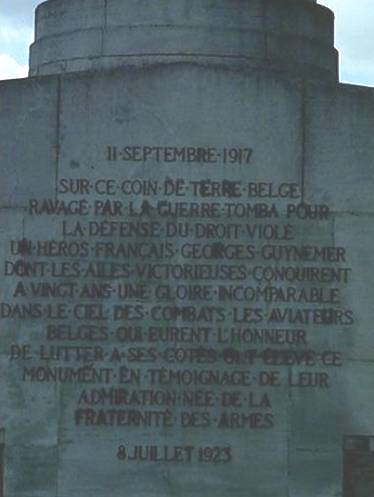 11·SEPTEMBRE·1917
SUR·CE·COIN·DE·TERRE·BELGE
RAVAGÉ·PAR·LA·GUERRE·TOMBA·POUR
LA·DÉFENSE·DU·DROIT·VIOLÉ
UN·HÉROS·FRANÇAIS·GEORGES·GUYNEMER
DONT·LES·AILES·VICTORIEUSES·CONQUIRENT
A·VINGT·ANS·UNE·GLOIRE·INCOMPARABLE
DANS·LE·CIEL·DES·COMBATS·LES·AVIATEURS
BELGES·QUI·EURENT·L'HONNEUR
DE·LUTTER·A·SES·COTÉS·ONT·ÉLEVÉ·CE
MONUMENT·EN·TÉMOIGNAGE·DE·LEUR
ADMIRATION·NÉE·DE·LA
FRATERNITÉ·DES·ARMES
8·JUILLET·1923